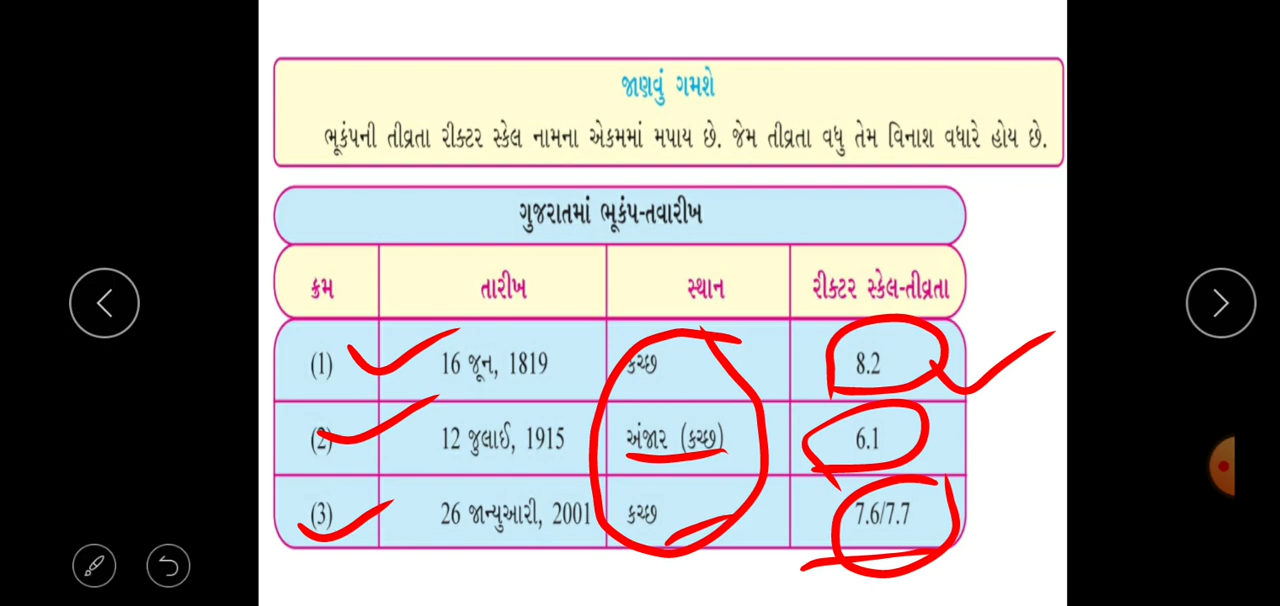 જાણવું ગમશે
ભૂકંપની તીવ્રતા રીક્ટર સ્કેલ નામના એકમમાં મપાય છે. જેમ તીવ્રતા વધુ તેમ વિનાશ વધારે હોય છે.
ગુજરાતમાં ભૂકંપ-તવારીખ
ક્રમ તારીખ સ્થાન રીક્ટર સ્કેલ-તીવ્રતા
(1) 16 જૂન, 1819 કચ્છ 8.2
(2) 12 જુલાઈ, 1915 અંજાર (કચ્છ) 6.1
(3) 26 જાન્યુઆરી, 2001 કચ્છ 7.6/7.7